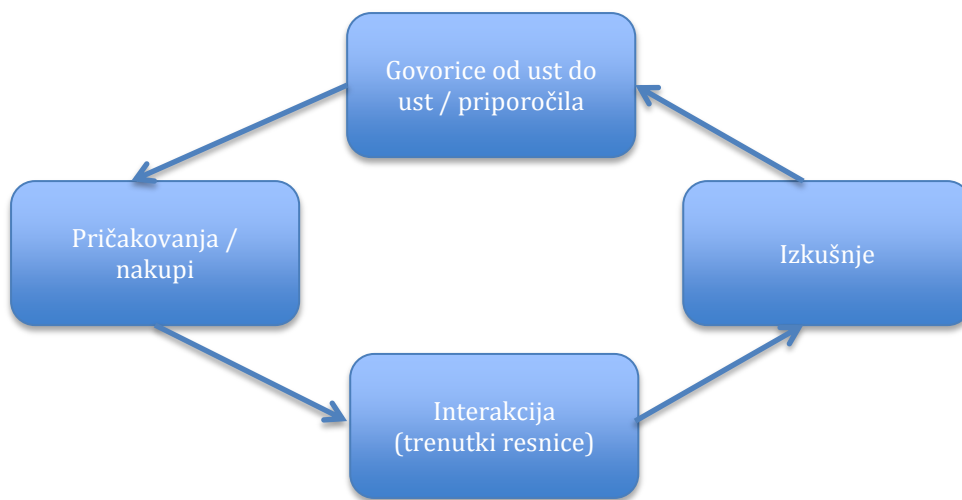 Govorice od ust do
ust / priporočila
Pričakovanja /
nakupi
Izkušnje
Interakcija
(trenutki resnice)